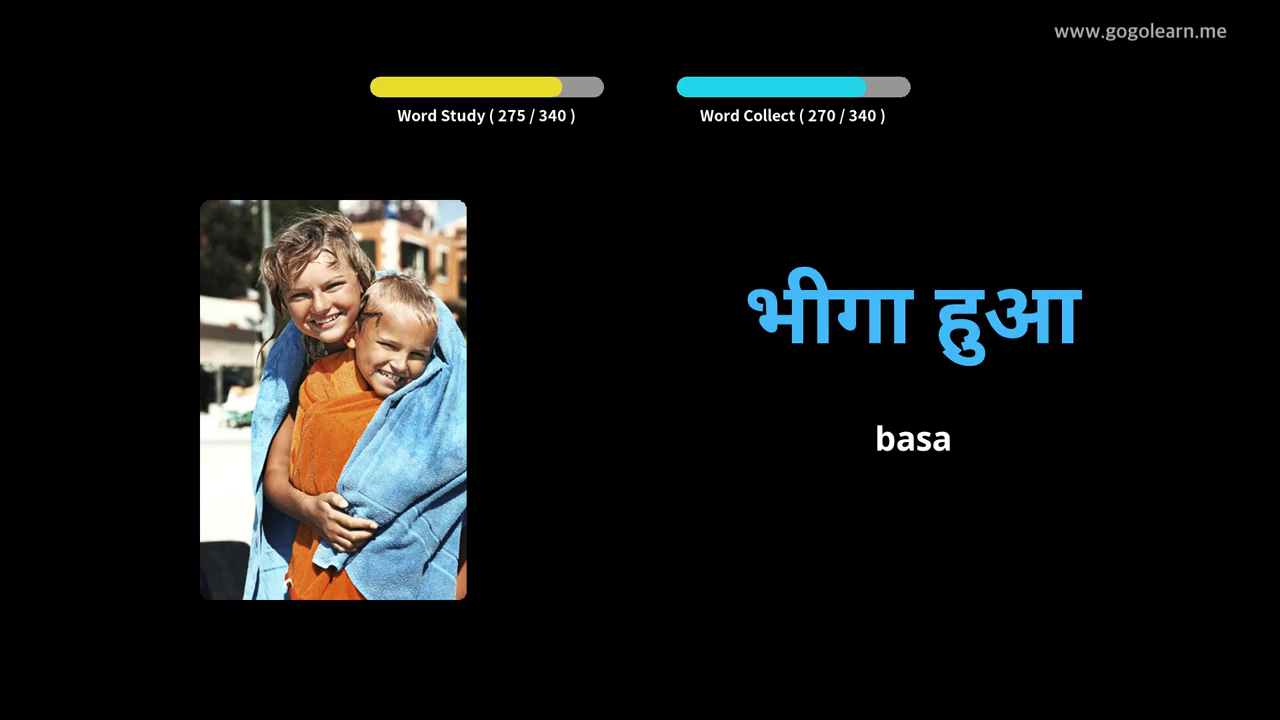 www.gogolearn.me
Word Study ( 275 / 340 )
Word Collect ( 270 / 340 )
भीगा हुआ
basa